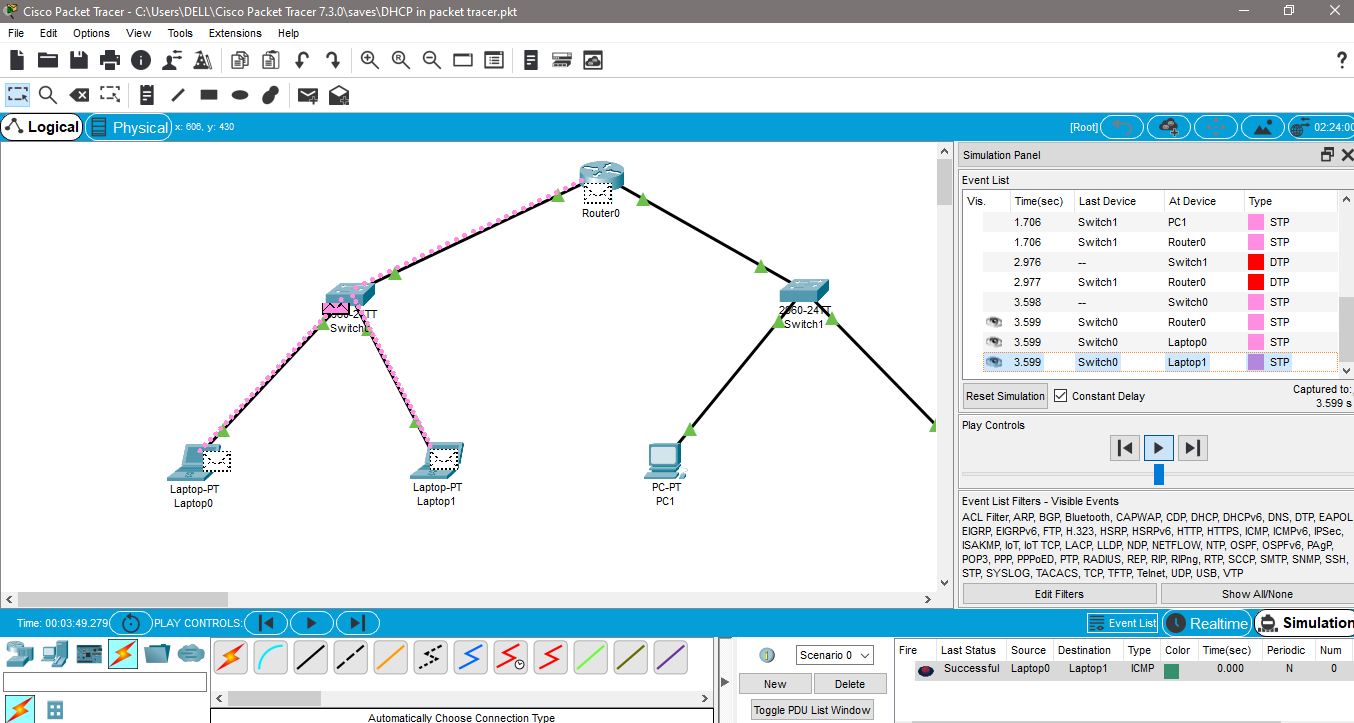 Cisco Packet Tracer - C:\Users\DELL\Cisco Packet Tracer 7.3.0\saves\DHCP in packet tracer.pkt
File Edit Options View Tools Extensions Help
Logical Physical x: 606, y: 430 [Root] 02:24:00
Router0
2960-24TT
Switch0
2960-24TT
Switch1
Laptop-PT
Laptop0
Laptop-PT
Laptop1
PC-PT
PC1
Simulation Panel
Event List
Vis. Time(sec) Last Device At Device Type
1.706 Switch1 PC1 STP
1.706 Switch1 Router0 STP
2.976 -- Switch1 DTP
2.977 Switch1 Router0 DTP
3.598 -- Switch0 STP
3.599 Switch0 Router0 STP
3.599 Switch0 Laptop0 STP
3.599 Switch0 Laptop1 STP
Reset Simulation Constant Delay Captured to:
3.599 s
Play Controls
Event List Filters - Visible Events
ACL Filter, ARP, BGP, Bluetooth, CAPWAP, CDP, DHCP, DHCPv6, DNS, DTP, EAPOL
EIGRP, EIGRPv6, FTP, H.323, HSRP, HSRPv6, HTTP, HTTPS, ICMP, ICMPv6, IPSec,
ISAKMP, IoT, IoT TCP, LACP, LLDP, NDP, NETFLOW, NTP, OSPF, OSPFv6, PAgP,
POP3, PPP, PPPoED, PTP, RADIUS, REP, RIP, RIPng, RTP, SCCP, SMTP, SNMP, SSH,
STP, SYSLOG, TACACS, TCP, TFTP, Telnet, UDP, USB, VTP
Edit Filters Show All/None
Time: 00:03:49.279 PLAY CONTROLS: Event List Realtime Simulation
Scenario 0
New Delete
Toggle PDU List Window
Fire Last Status Source Destination Type Color Time(sec) Periodic Num
Successful Laptop0 Laptop1 ICMP 0.000 N 0
Automatically Choose Connection Type